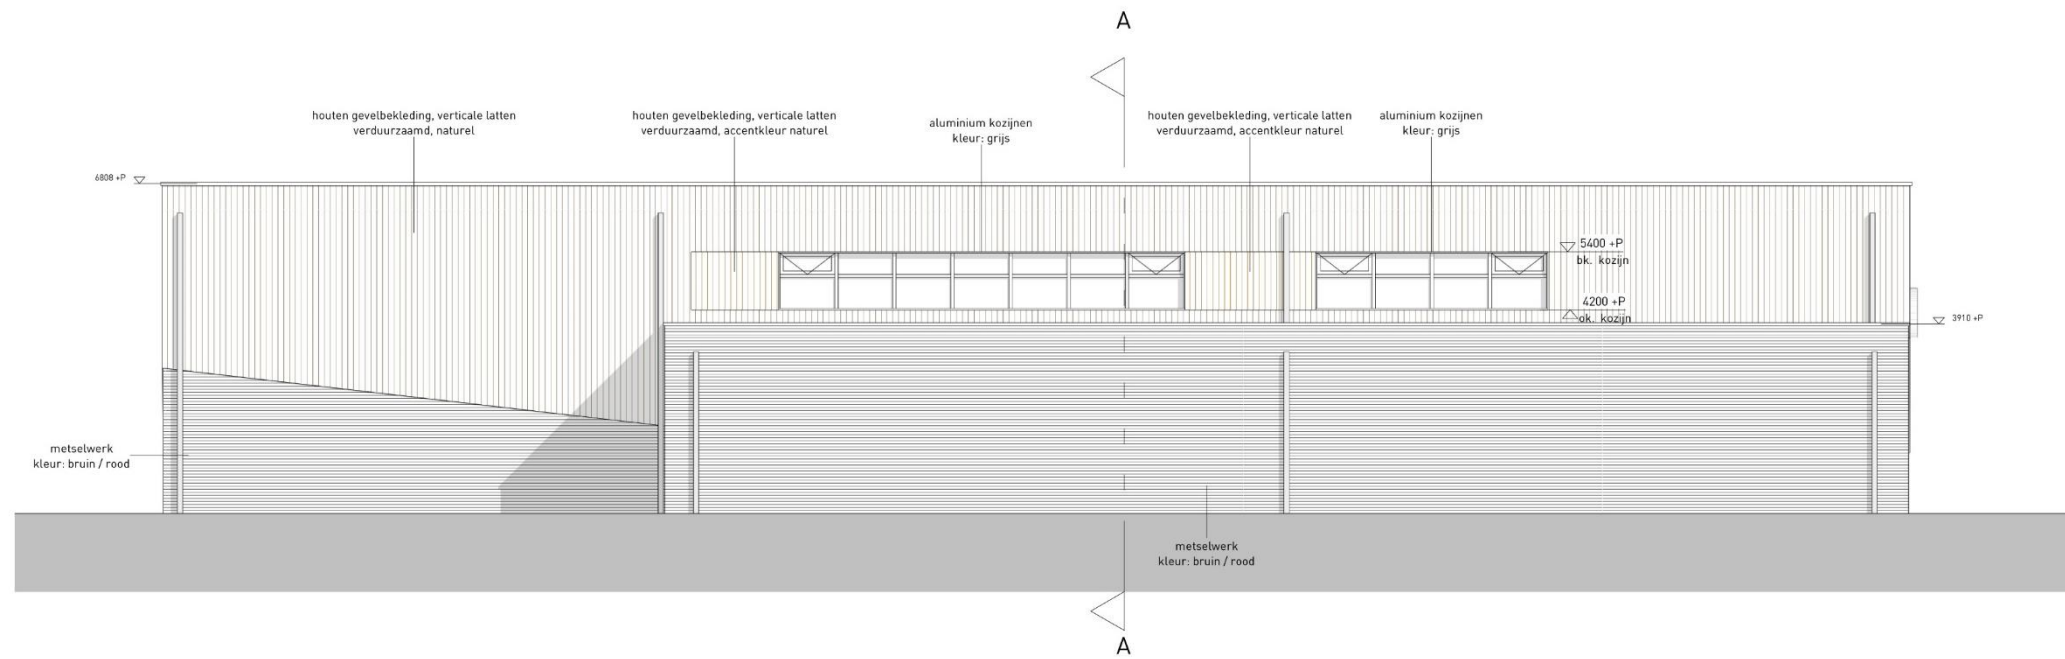 A
houten gevelbekleding, verticale latten
verduurzaamd, naturel
houten gevelbekleding, verticale latten
verduurzaamd, accentkleur naturel
aluminium kozijnen
kleur: grijs
houten gevelbekleding, verticale latten
verduurzaamd, accentkleur naturel
aluminium kozijnen
kleur: grijs
6808 +P
5400 +P
bk. kozijn
4200 +P
ok. kozijn
3910 +P
metselwerk
kleur: bruin / rood
metselwerk
kleur: bruin / rood
A